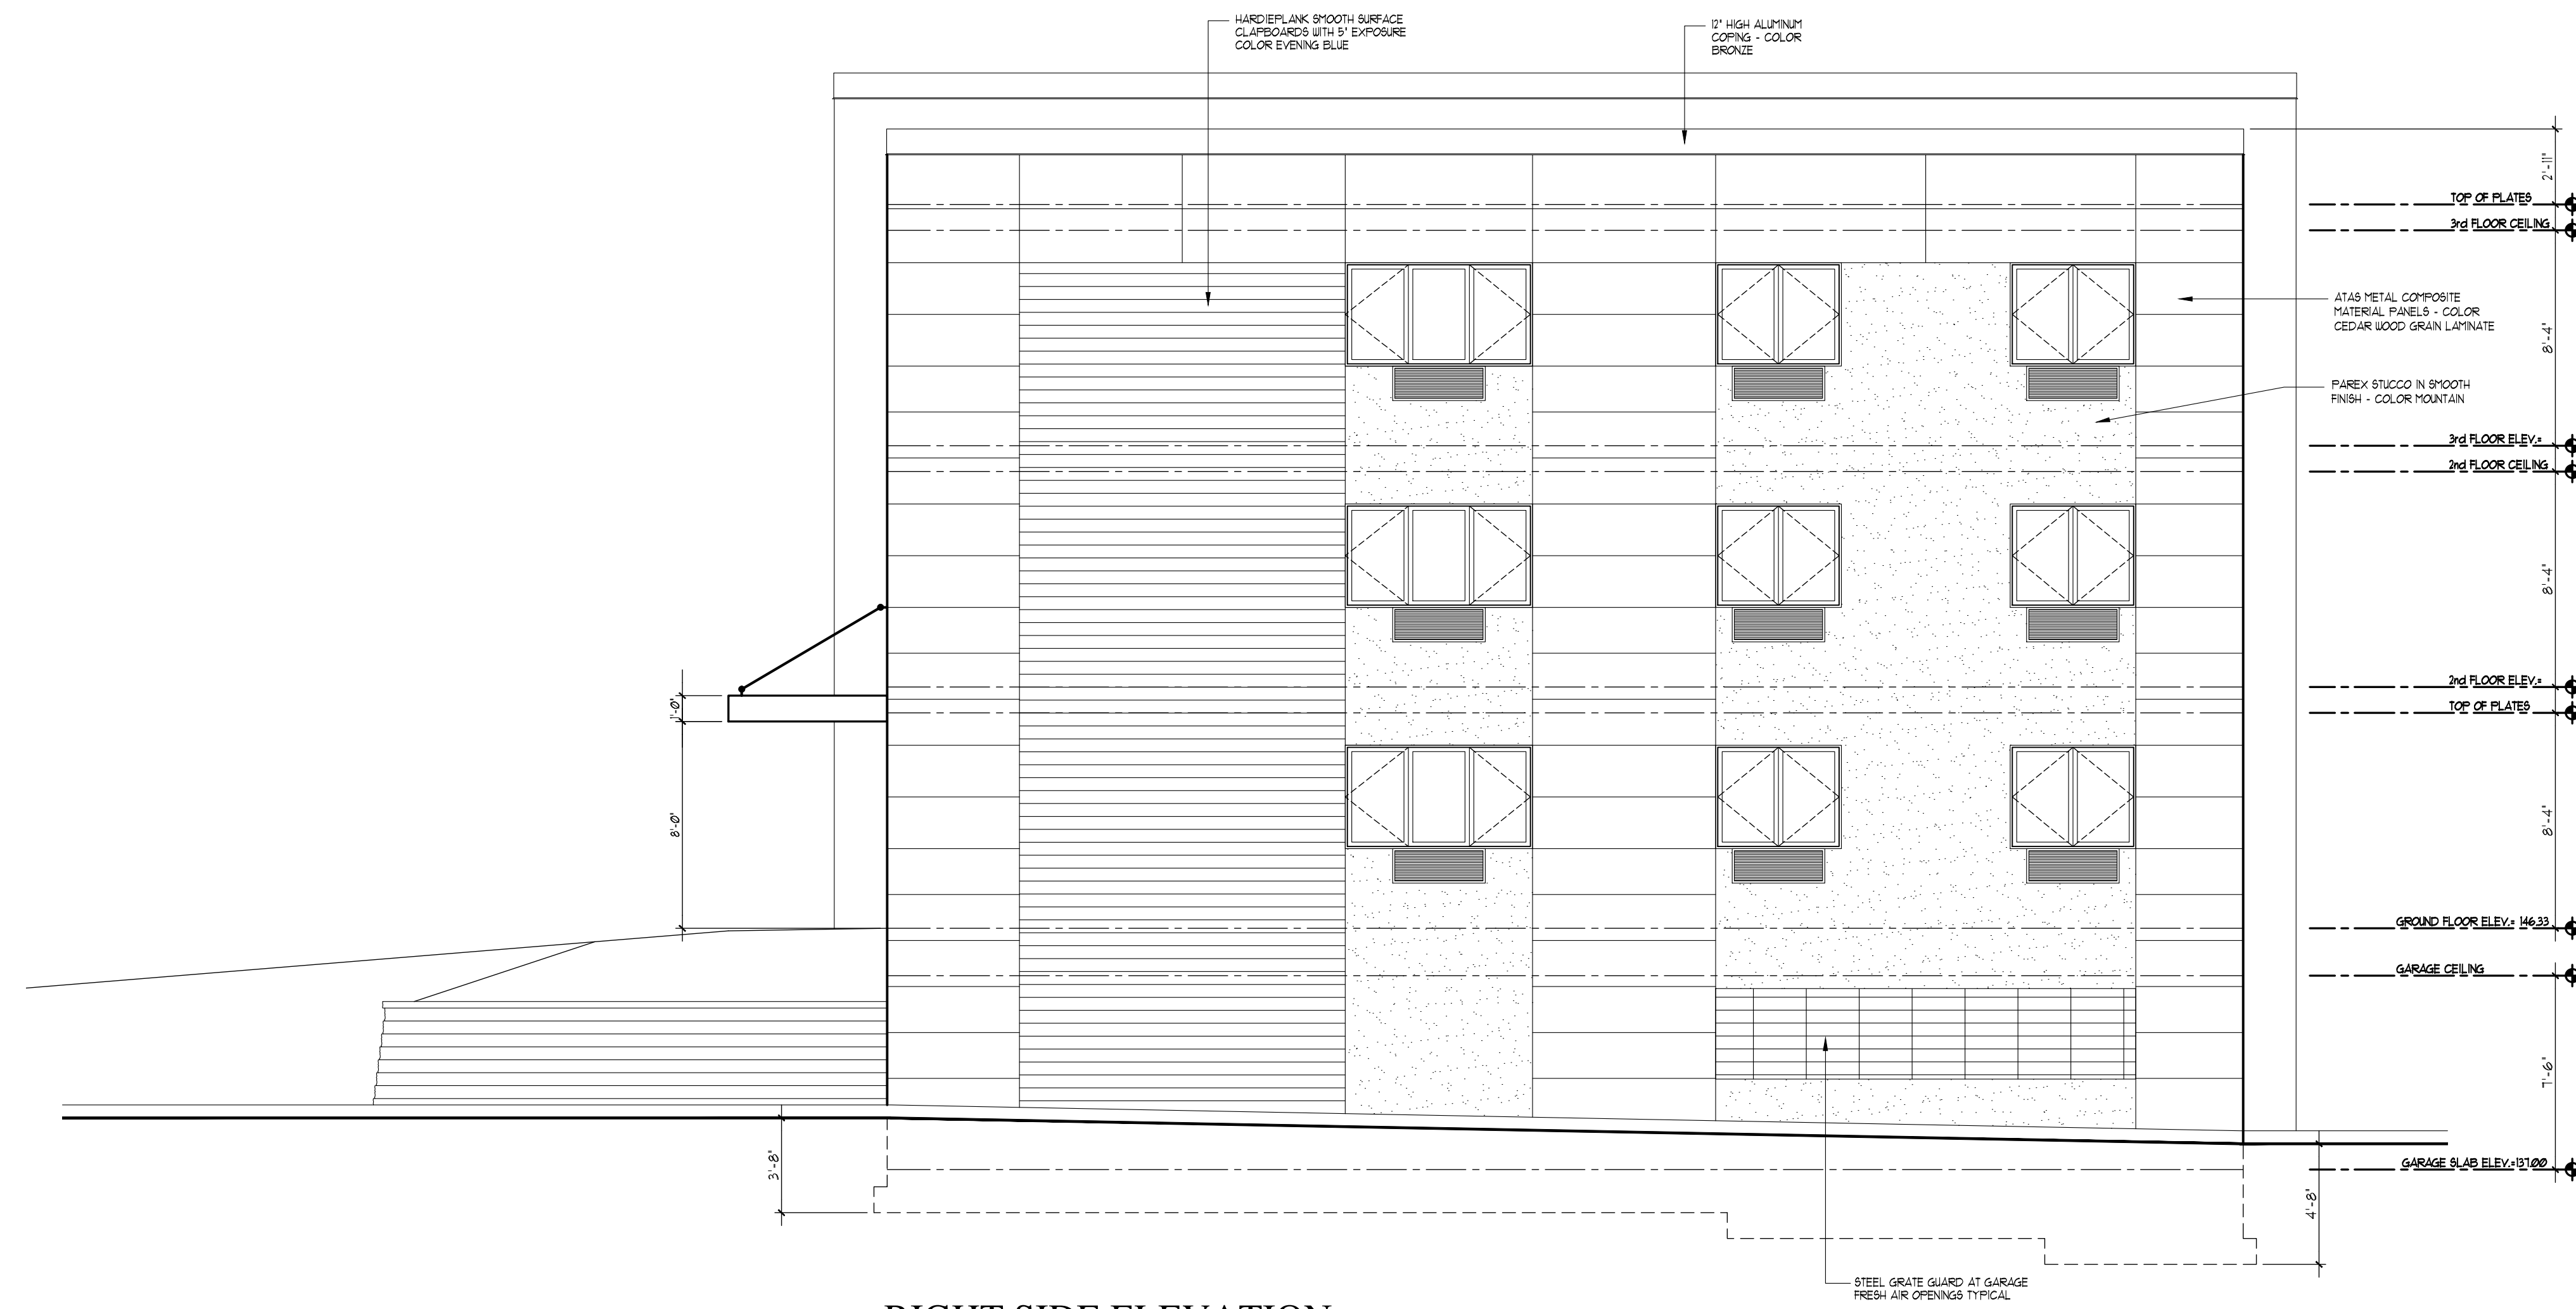 HARDIEPLANK SMOOTH SURFACE
CLAPBOARDS WITH 5" EXPOSURE
COLOR EVENING BLUE
12" HIGH ALUMINUM
COPING - COLOR
BRONZE
2'-11"
TOP OF PLATES
3rd FLOOR CEILING
ATAS METAL COMPOSITE
MATERIAL PANELS - COLOR
CEDAR WOOD GRAIN LAMINATE
8'-4"
PAREX STUCCO IN SMOOTH
FINISH - COLOR MOUNTAIN
3rd FLOOR ELEV.=
2nd FLOOR CEILING
8'-4"
2nd FLOOR ELEV.=
TOP OF PLATES
1'-0"
8'-0"
8'-4"
GROUND FLOOR ELEV.= 146.33
GARAGE CEILING
7'-6"
GARAGE SLAB ELEV.=137.00
3'-8"
4'-8"
STEEL GRATE GUARD AT GARAGE
FRESH AIR OPENINGS TYPICAL
RIGHT SIDE ELEVATION